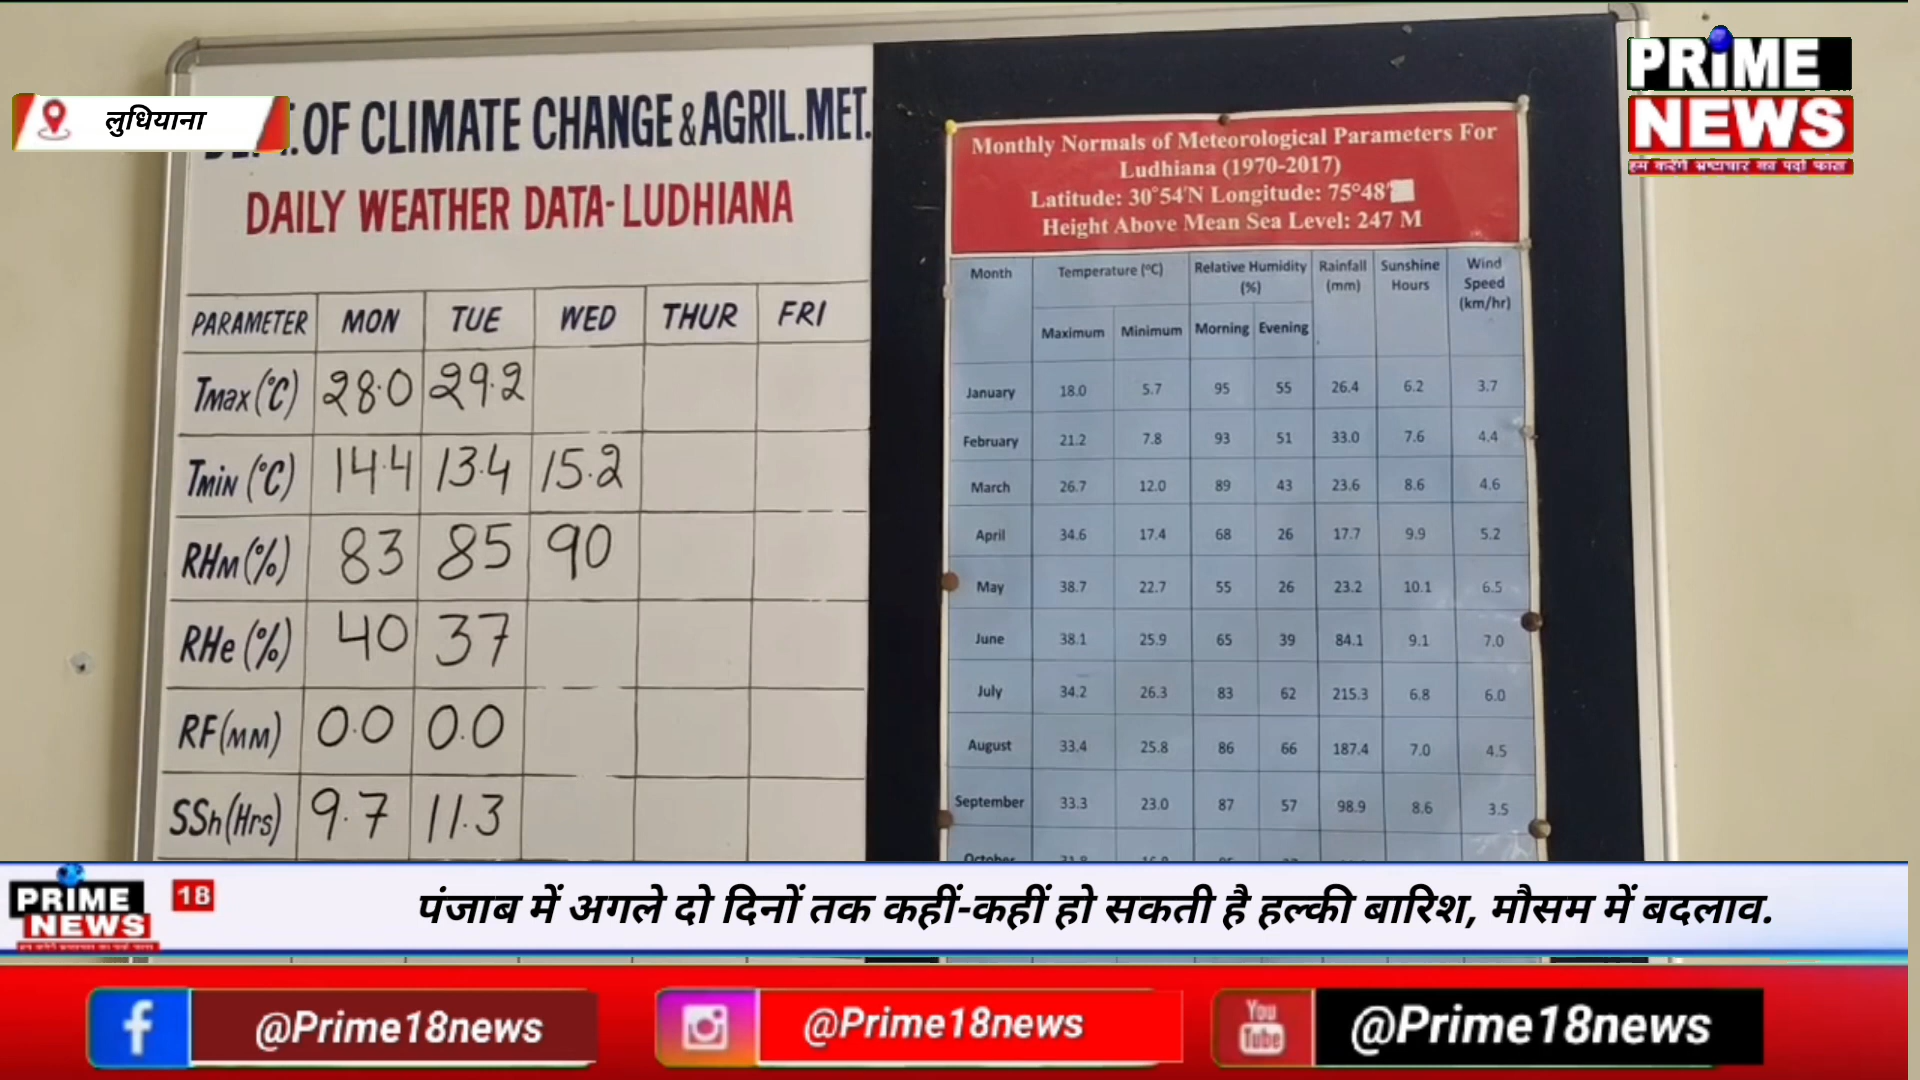 लुधियाना
PRIME
NEWS
हम करेंगे भ्रष्टाचार का पर्दा फाश
DEPT. OF CLIMATE CHANGE & AGRIL.MET.
DAILY WEATHER DATA-LUDHIANA
PARAMETER MON TUE WED THUR FRI
Tmax (°C) 28.0 29.2
Tmin (°C) 14.4 13.4 15.2
RHm (%) 83 85 90
RHe (%) 40 37
RF (MM) 0.0 0.0
SSh (Hrs) 9.7 11.3
Monthly Normals of Meteorological Parameters For
Ludhiana (1970-2017)
Latitude: 30°54'N Longitude: 75°48'
Height Above Mean Sea Level: 247 M
Month Temperature (°C) Relative Humidity (%) Rainfall (mm) Sunshine Hours Wind Speed (km/hr)
Maximum Minimum Morning Evening
January 18.0 5.7 95 55 26.4 6.2 3.7
February 21.2 7.8 93 51 33.0 7.6 4.4
March 26.7 12.0 89 43 23.6 8.6 4.6
April 34.6 17.4 68 26 17.7 9.9 5.2
May 38.7 22.7 55 26 23.2 10.1 6.5
June 38.1 25.9 65 39 84.1 9.1 7.0
July 34.2 26.3 83 62 215.3 6.8 6.0
August 33.4 25.8 86 66 187.4 7.0 4.5
September 33.3 23.0 87 57 98.9 8.6 3.5
October
PRIME
NEWS
18
पंजाब में अगले दो दिनों तक कहीं-कहीं हो सकती है हल्की बारिश, मौसम में बदलाव.
@Prime18news
@Prime18news
You
Tube
@Prime18news